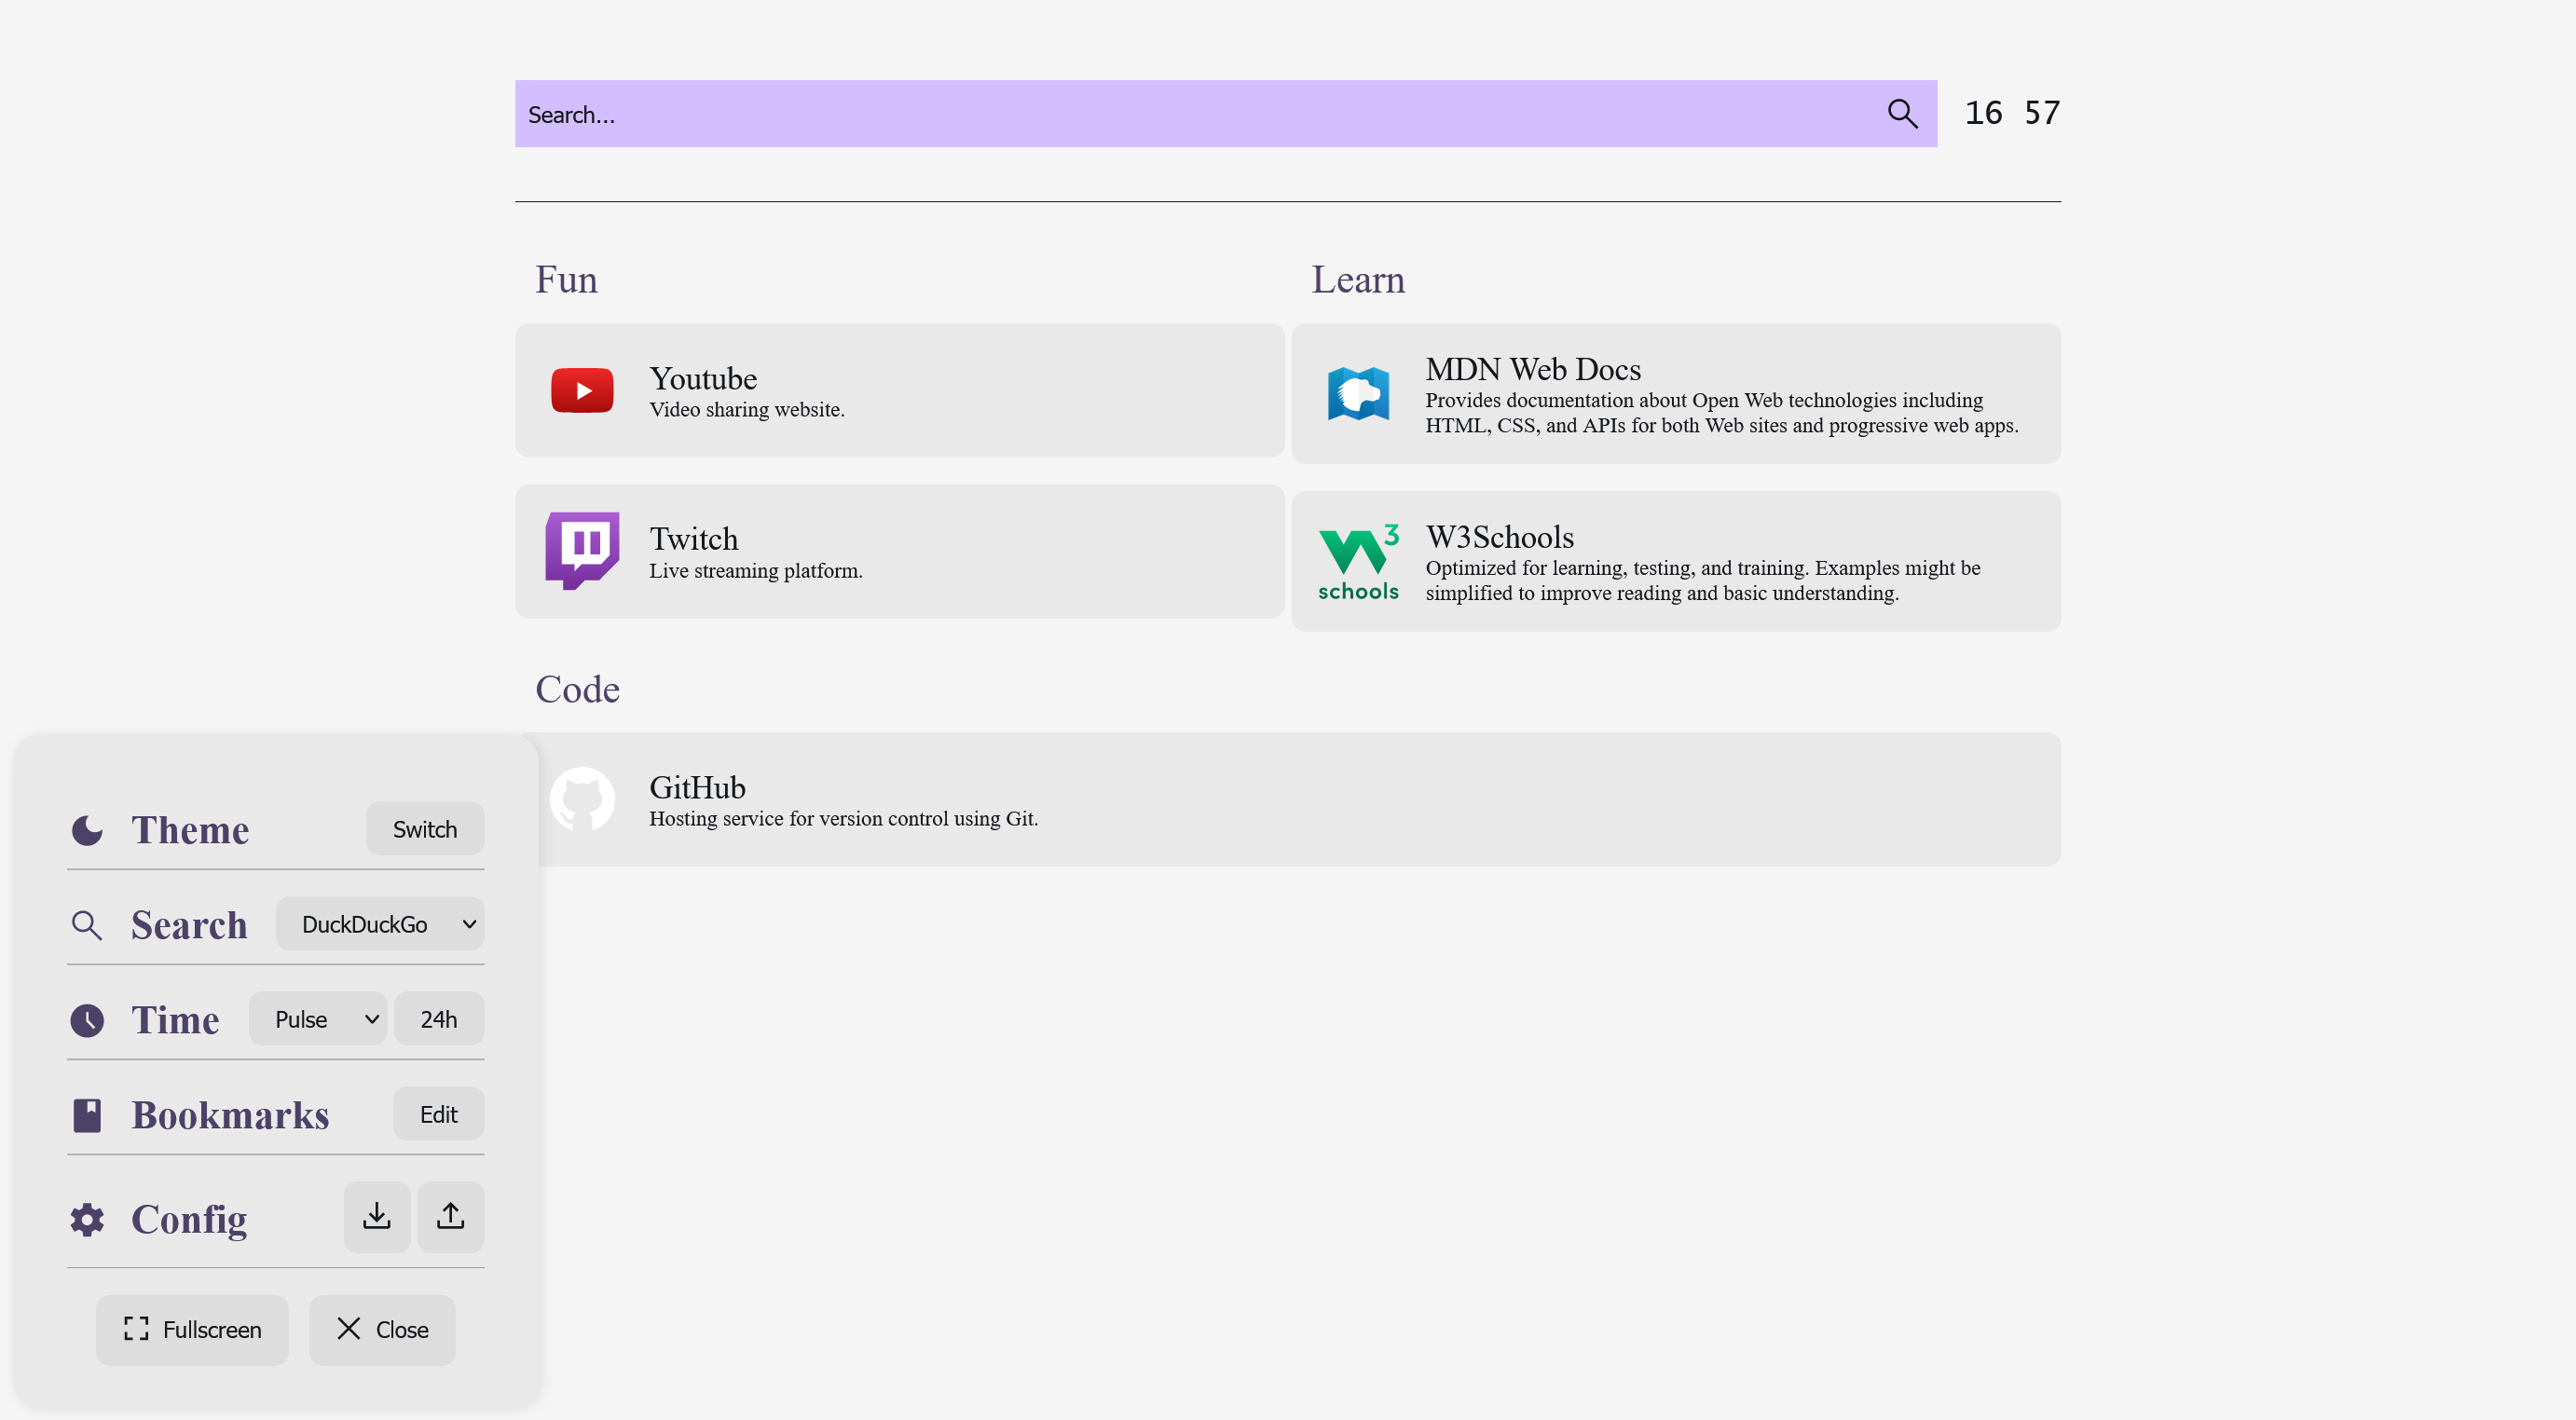 Search...
16 57
Fun
Youtube
Video sharing website.
Twitch
Live streaming platform.
Learn
MDN Web Docs
Provides documentation about Open Web technologies including
HTML, CSS, and APIs for both Web sites and progressive web apps.
W3Schools
Optimized for learning, testing, and training. Examples might be
simplified to improve reading and basic understanding.
3
schools
Code
GitHub
Hosting service for version control using Git.
Theme Switch
Search DuckDuckGo
Time Pulse 24h
Bookmarks Edit
Config
Fullscreen Close